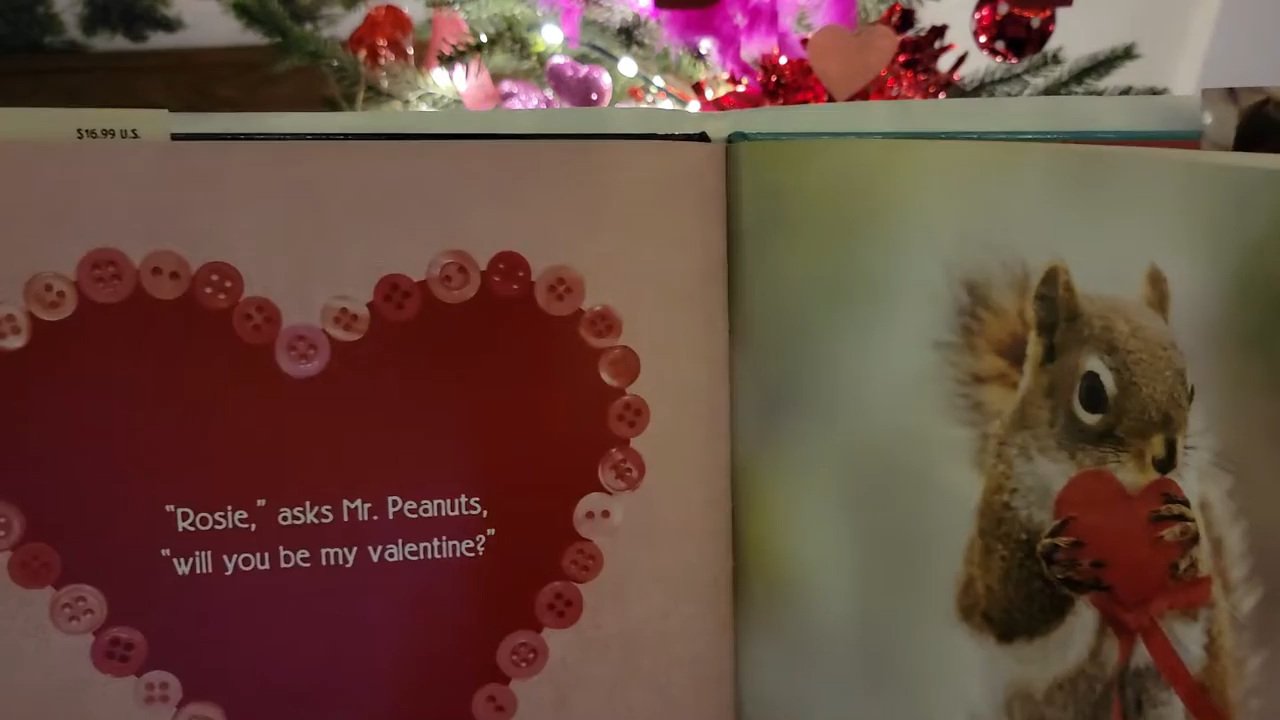 $16.99 U.S.
“Rosie,” asks Mr. Peanuts,
“will you be my valentine?”